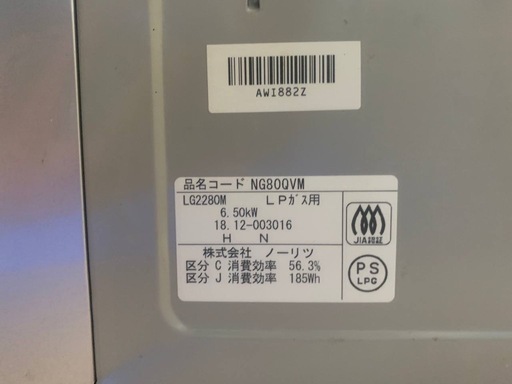 AWI882Z
品名コード NG80QVM
LG2280M LPガス用
6.50kW
18.12-003016
H N
JIA認証
株式会社 ノーリツ
区分 C 消費効率 56.3%
区分 J 消費効率 185Wh
PS
LPG